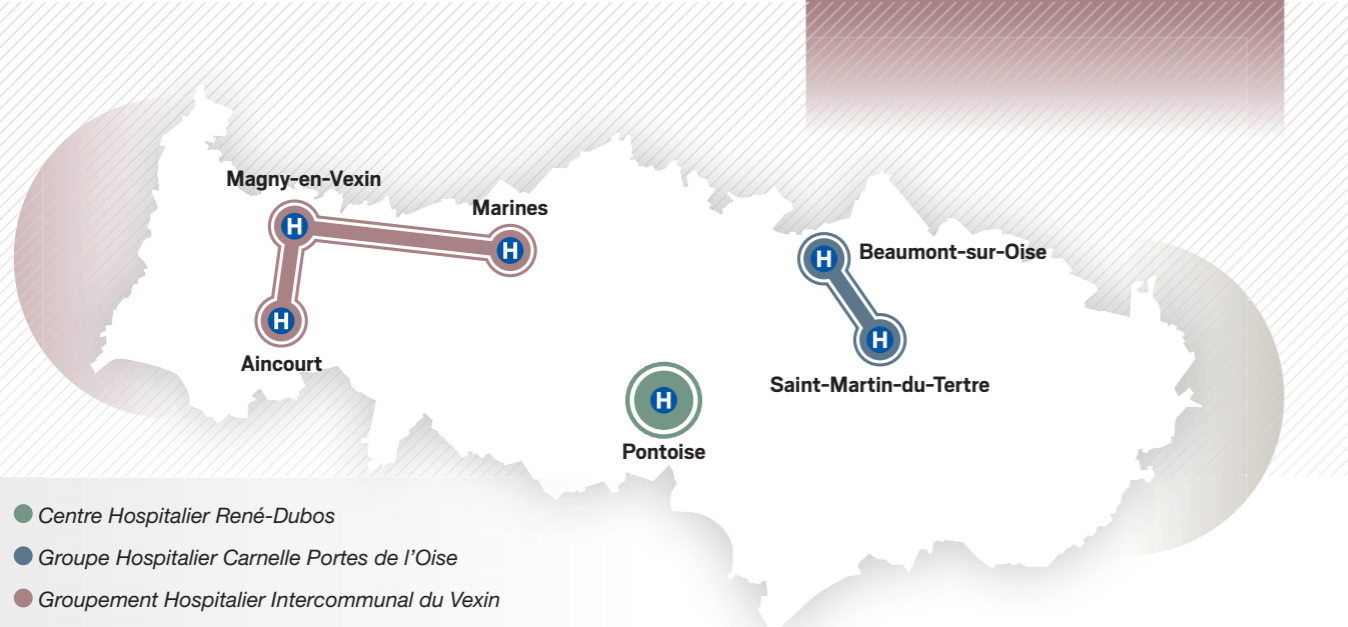 Magny-en-Vexin
Marines
H
H
H
Aincourt
H
Beaumont-sur-Oise
H
Saint-Martin-du-Tertre
H
Pontoise
Centre Hospitalier René-Dubos
Groupe Hospitalier Carnelle Portes de l’Oise
Groupement Hospitalier Intercommunal du Vexin